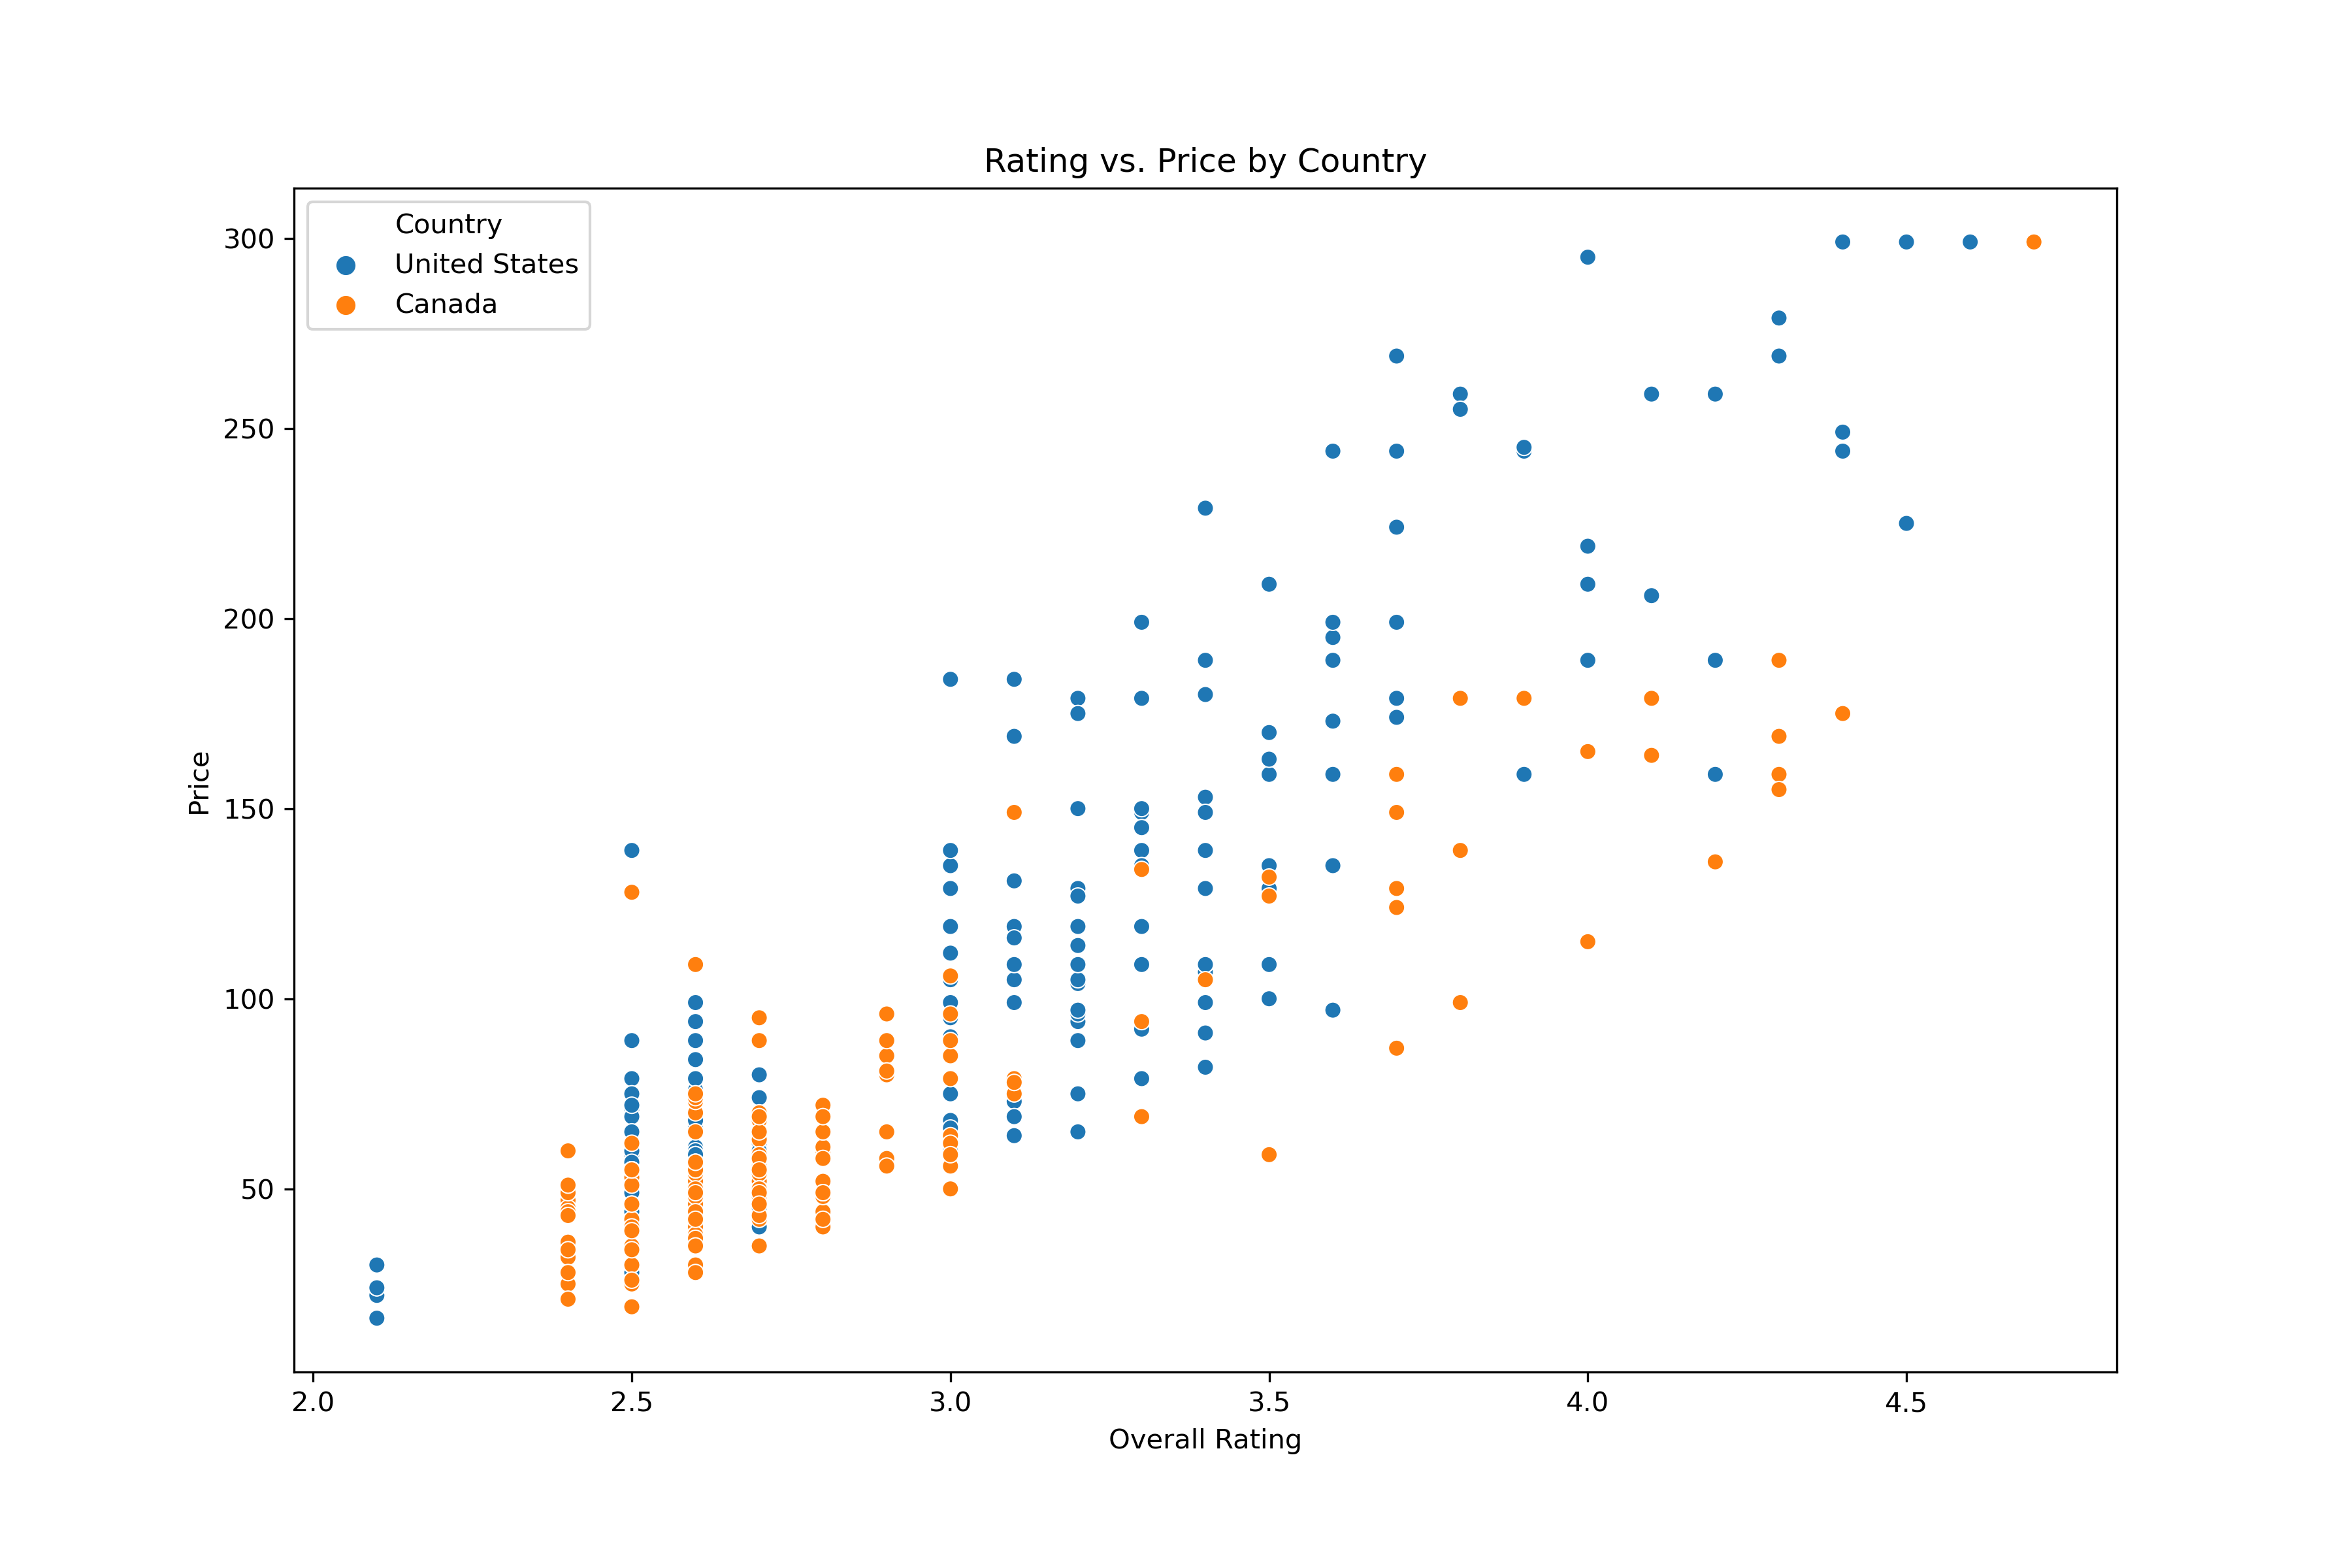 Rating vs. Price by Country
Country
United States
Canada
300
250
200
150
100
50
Price
2.0 2.5 3.0 3.5 4.0 4.5
Overall Rating